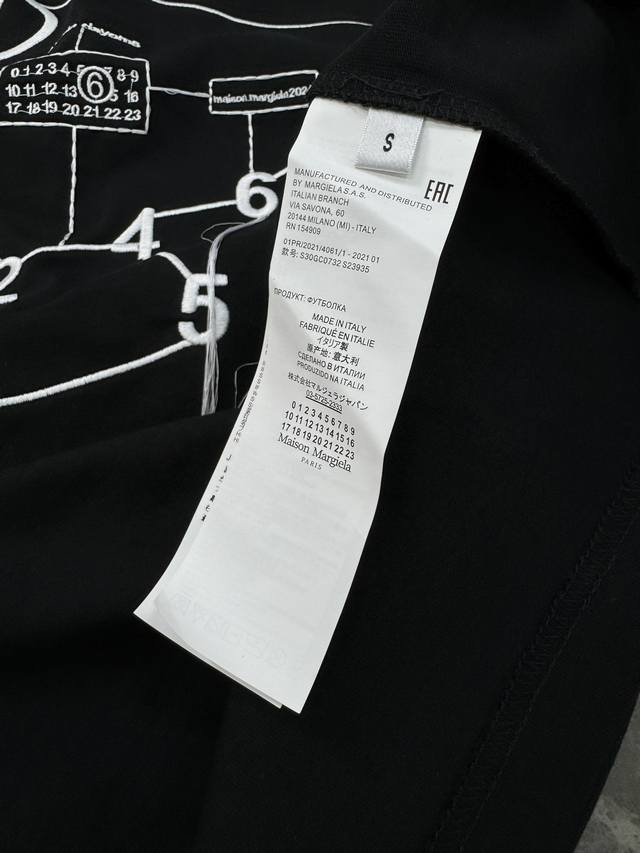 0 1 2 3 4 5 6 7 8 9
10 11 12 13 15 16
17 18 19 20 21 22 23
maison.margiela202
6
4
2
5
S
MANUFACTURED AND DISTRIBUTED
BY MARGIELA S.A.S.
ITALIAN BRANCH
VIA SAVONA, 60
20144 MILANO (MI) - ITALY
RN 154909
EAC
01PR/2021/4061/1 - 2021 01
款号: S30GC0732 S23935
ПРОДУКТ: ФУТБОЛКА
MADE IN ITALY
FABRIQUÉ EN ITALIE
イタリア製
产地: 意大利
СДЕЛАНО В ИТАЛИИ
PRODUZIDO NA ITALIA
株式会社マルジェラジャパン
03-5725-2333
0 1 2 3 4 5 6 7 8 9
10 11 12 13 14 15 16
17 18 19 20 21 22 23
Maison Margiela
PARIS